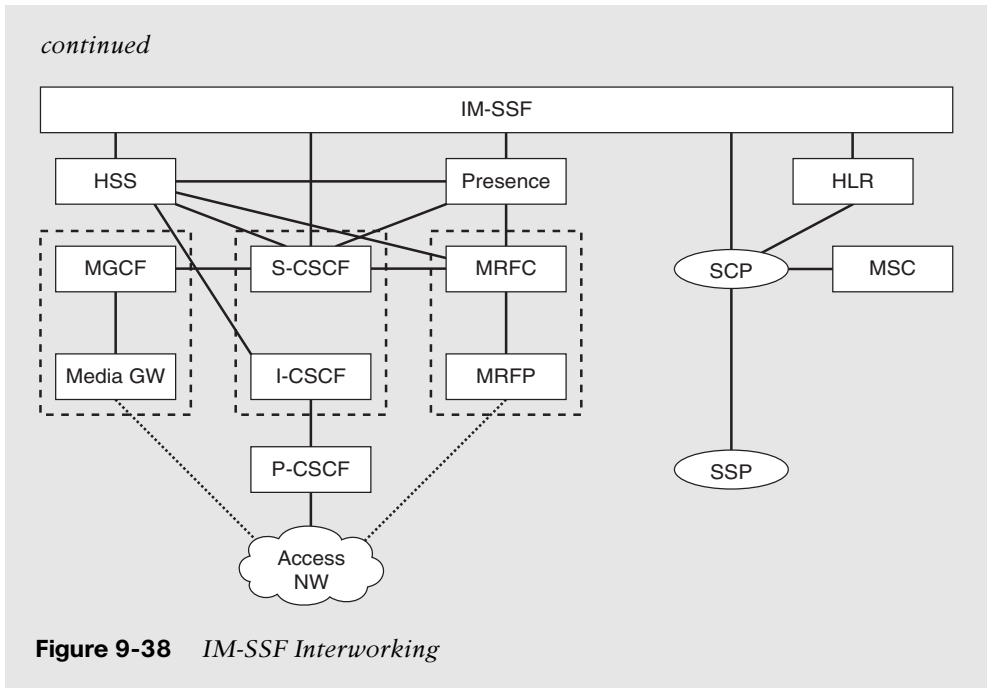 continued
IM-SSF
HSS
Presence
HLR
MGCF
S-CSCF
MRFC
SCP
MSC
Media GW
I-CSCF
MRFP
P-CSCF
SSP
Access
NW
Figure 9-38 IM-SSF Interworking